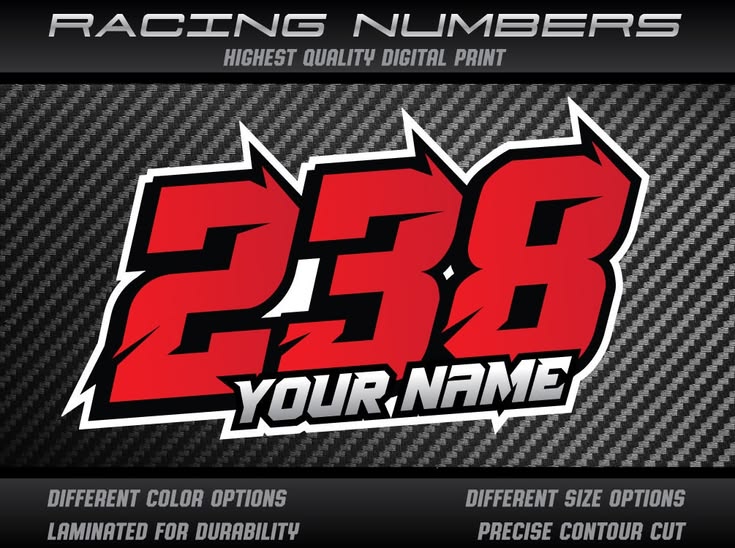 RACING NUMBERS
HIGHEST QUALITY DIGITAL PRINT
238
YOUR NAME
DIFFERENT COLOR OPTIONS
DIFFERENT SIZE OPTIONS
LAMINATED FOR DURABILITY
PRECISE CONTOUR CUT